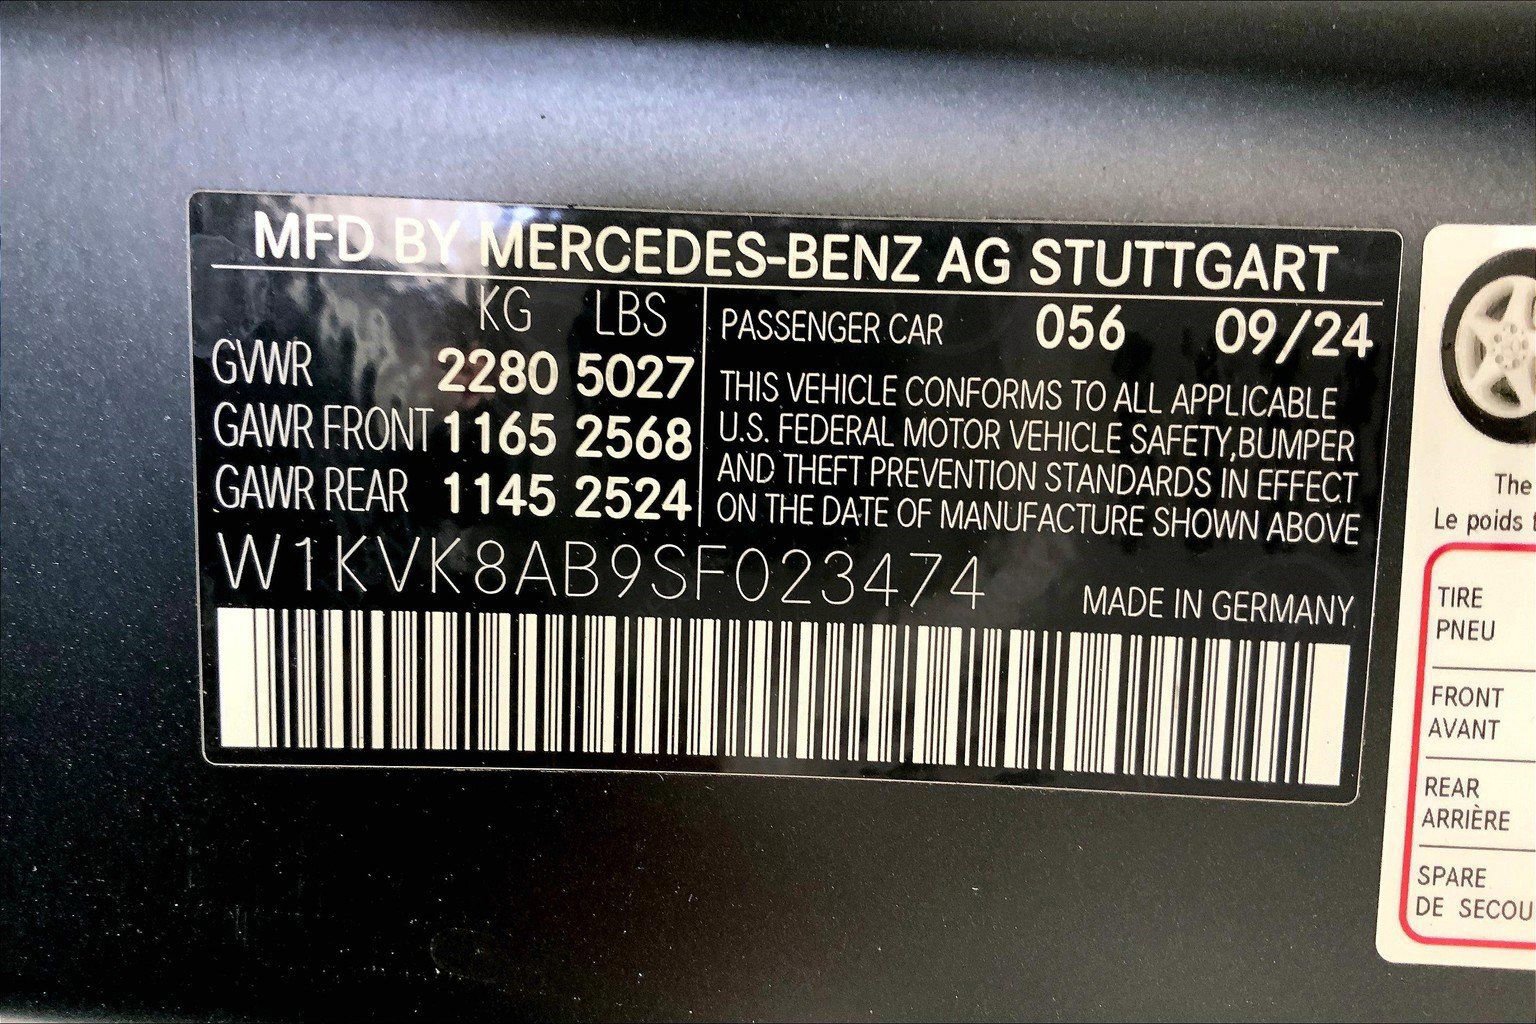 MFD BY MERCEDES-BENZ AG STUTTGART
KG LBS
GVWR 2280 5027
GAWR FRONT 1165 2568
GAWR REAR 1145 2524
PASSENGER CAR 056 09/24
THIS VEHICLE CONFORMS TO ALL APPLICABLE
U.S. FEDERAL MOTOR VEHICLE SAFETY,BUMPER
AND THEFT PREVENTION STANDARDS IN EFFECT
ON THE DATE OF MANUFACTURE SHOWN ABOVE
W1KVK8AB9SF023474
MADE IN GERMANY
The
Le poids
TIRE
PNEU
FRONT
AVANT
REAR
ARRIÈRE
SPARE
DE SECOU